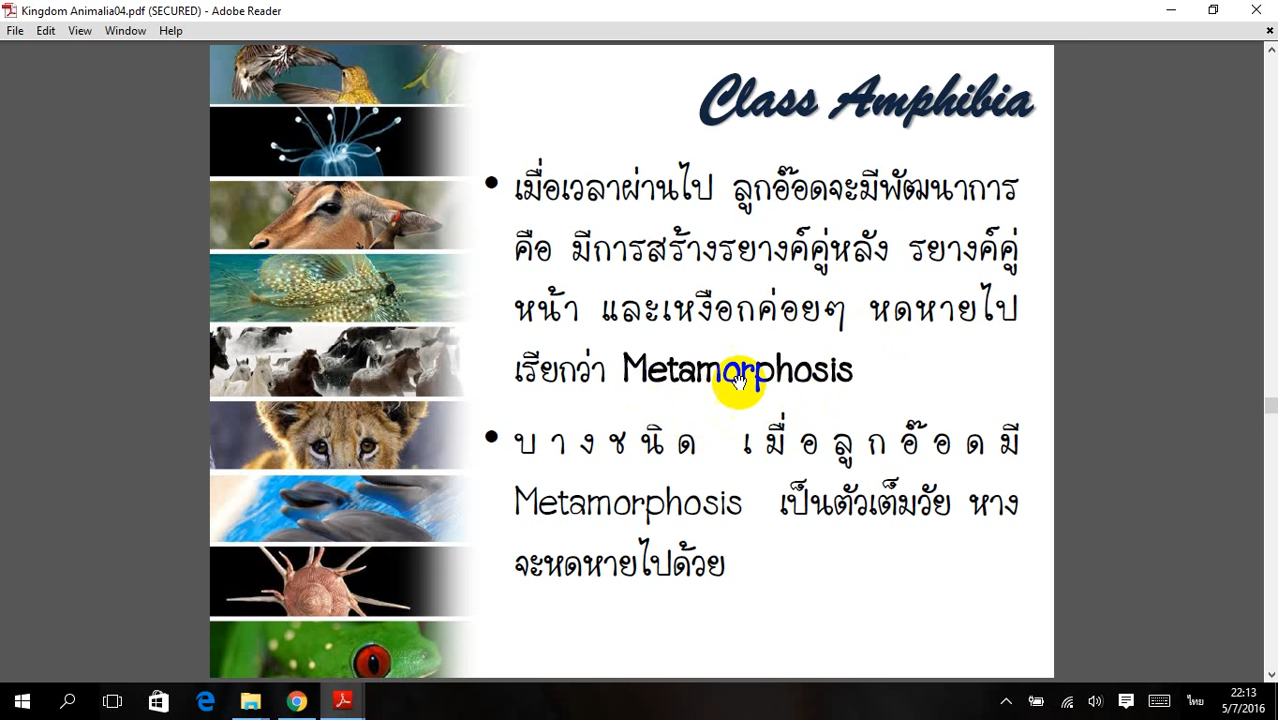 Kingdom Animalia04.pdf (SECURED) - Adobe Reader
File Edit View Window Help
Class Amphibia
• เมื่อเวลาผ่านไป ลูกอ๊อดจะมีพัฒนาการ
คือ มีการสร้างรยางค์คู่หลัง รยางค์คู่
หน้า และเหงือกค่อยๆ หดหายไป
เรียกว่า Metamorphosis
• บางชนิด เมื่อลูกอ๊อดมี
Metamorphosis เป็นตัวเต็มวัย หาง
จะหดหายไปด้วย
ไทย
22:13
5/7/2016